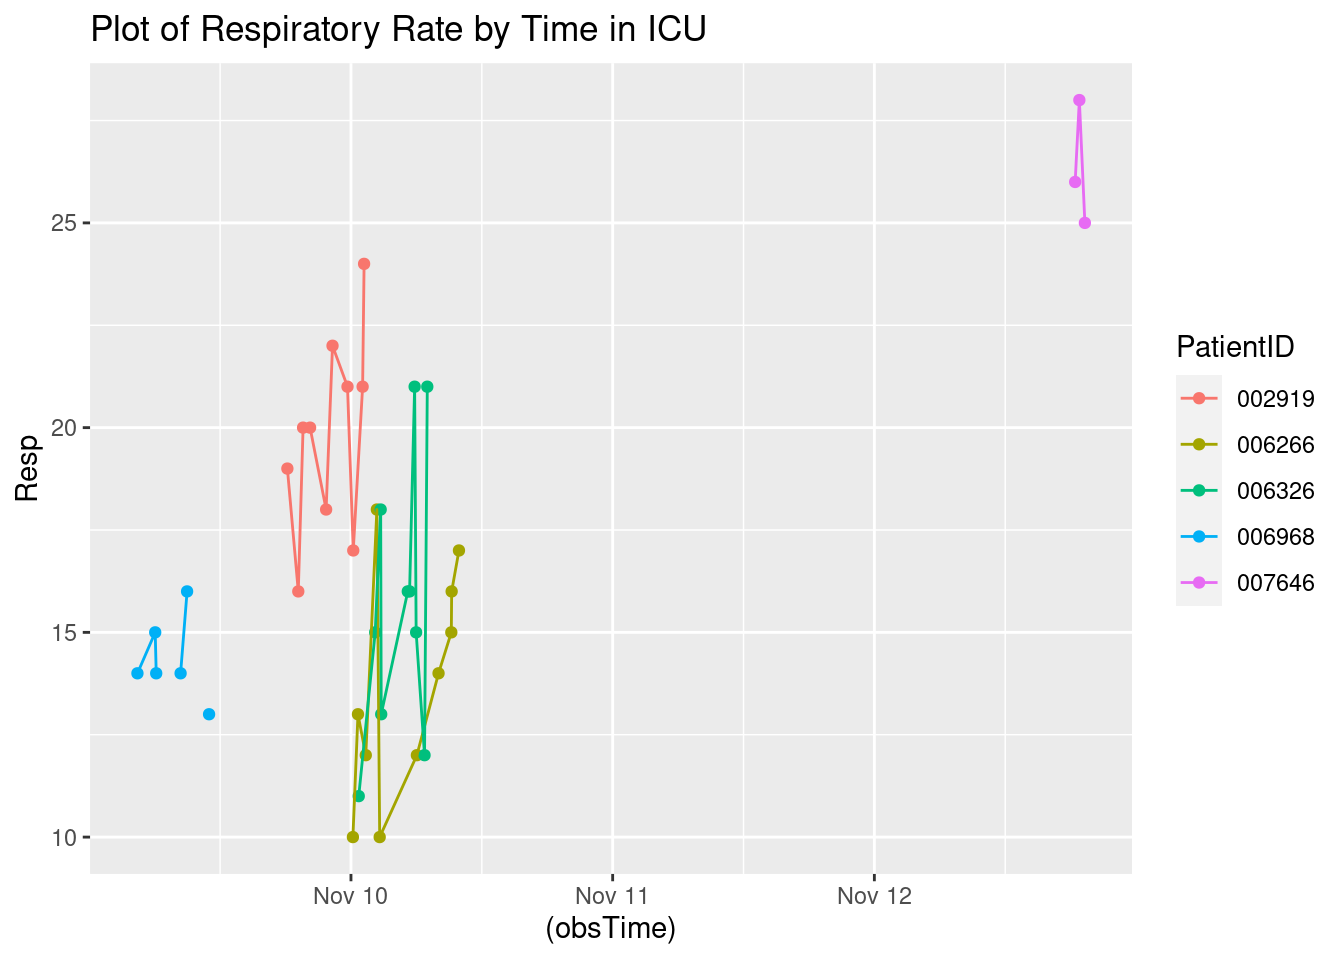 Plot of Respiratory Rate by Time in ICU
25
20
15
10
Resp
Nov 10
Nov 11
Nov 12
(obsTime)
PatientID
002919
006266
006326
006968
007646